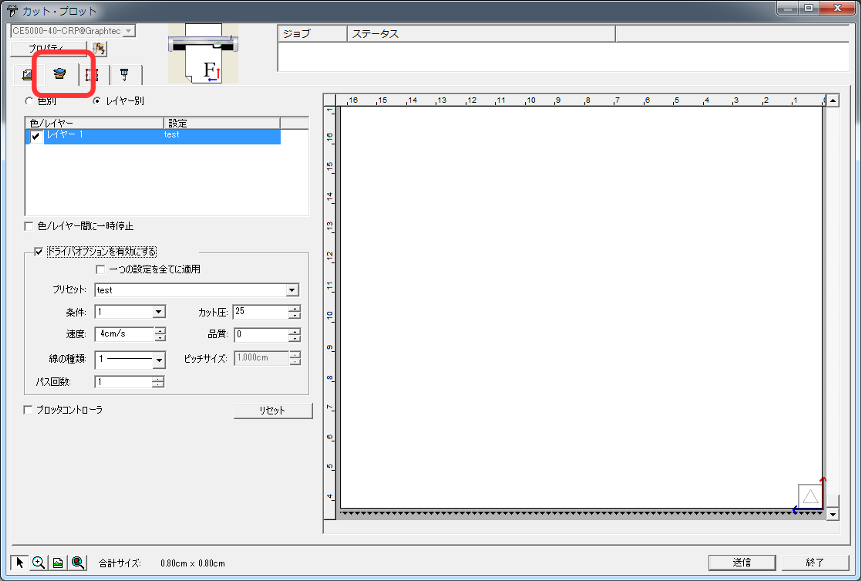 カット・プロット
CE5000-40-CRP@Graphtec
プロパティ
ジョブ ステータス
F
色別 レイヤー別
色/レイヤー 設定
レイヤー 1 test
色/レイヤー間に一時停止
ドライバオプションを有効にする
一つの設定を全てに適用
プリセット: test
条件: 1 カット圧: 25
速度: 4cm/s 品質: 0
線の種類: 1 ピッチサイズ: 1.000cm
パス回数: 1
プロッタコントローラ リセット
16 15 14 13 12 11 10 9 8 7 6 5 4 3 2 1 0
16
15
14
13
12
11
10
9
8
7
6
5
4
合計サイズ: 0.80cm x 0.80cm 送信 終了